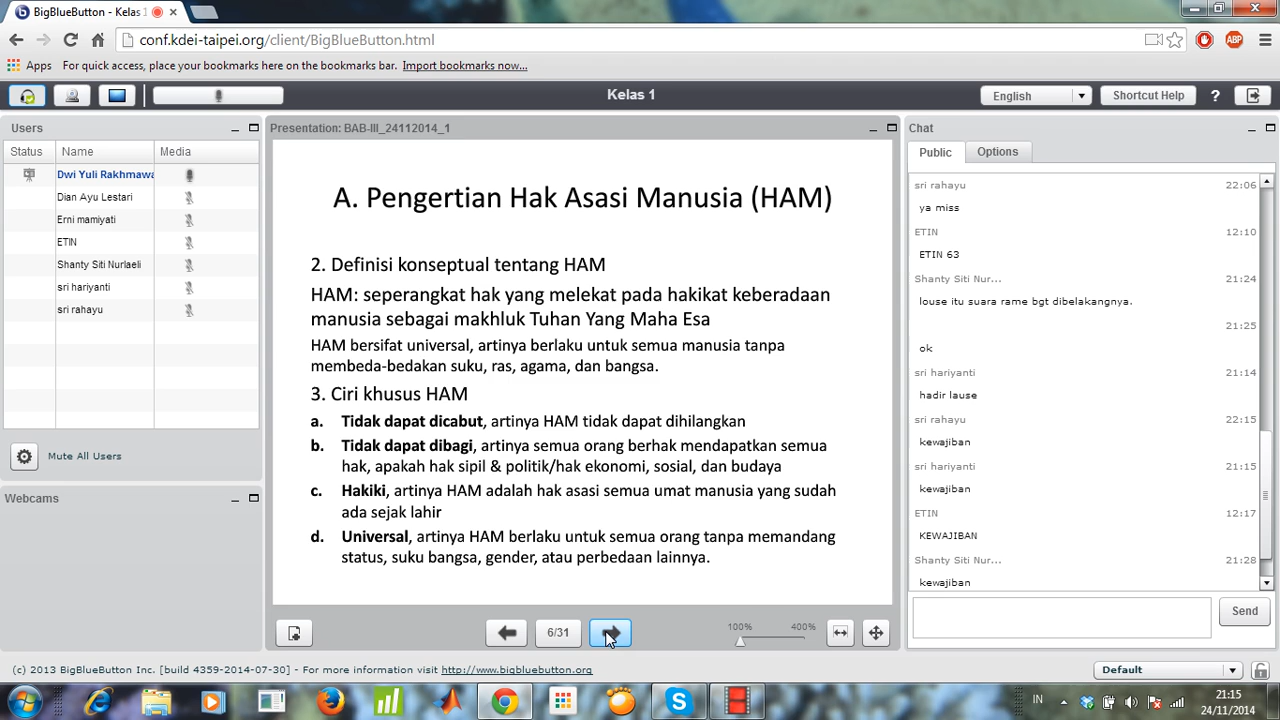 BigBlueButton - Kelas 1
conf.kdei-taipei.org/client/BigBlueButton.html
ABP
Apps For quick access, place your bookmarks here on the bookmarks bar. Import bookmarks now...
Kelas 1
English
Shortcut Help
?
Users
Status Name Media
Dwi Yuli Rakhmawa
Dian Ayu Lestari
Erni mamiyati
ETIN
Shanty Siti Nurlaeli
sri hariyanti
sri rahayu
Mute All Users
Webcams
Presentation: BAB-III_24112014_1
A. Pengertian Hak Asasi Manusia (HAM)
2. Definisi konseptual tentang HAM
HAM: seperangkat hak yang melekat pada hakikat keberadaan
manusia sebagai makhluk Tuhan Yang Maha Esa
HAM bersifat universal, artinya berlaku untuk semua manusia tanpa
membeda-bedakan suku, ras, agama, dan bangsa.
3. Ciri khusus HAM
a. Tidak dapat dicabut, artinya HAM tidak dapat dihilangkan
b. Tidak dapat dibagi, artinya semua orang berhak mendapatkan semua
hak, apakah hak sipil & politik/hak ekonomi, sosial, dan budaya
c. Hakiki, artinya HAM adalah hak asasi semua umat manusia yang sudah
ada sejak lahir
d. Universal, artinya HAM berlaku untuk semua orang tanpa memandang
status, suku bangsa, gender, atau perbedaan lainnya.
6/31
100% 400%
Chat
Public Options
sri rahayu 22:06
ya miss
ETIN 12:10
ETIN 63
Shanty Siti Nur... 21:24
louse itu suara rame bgt dibelakangnya.
21:25
ok
sri hariyanti 21:14
hadir lause
sri rahayu 22:15
kewajiban
sri hariyanti 21:15
kewajiban
ETIN 12:17
KEWAJIBAN
Shanty Siti Nur... 21:28
kewajiban
Send
(c) 2013 BigBlueButton Inc. [build 4359-2014-07-30] - For more information visit http://www.bigbluebutton.org
Default
IN
21:15
24/11/2014